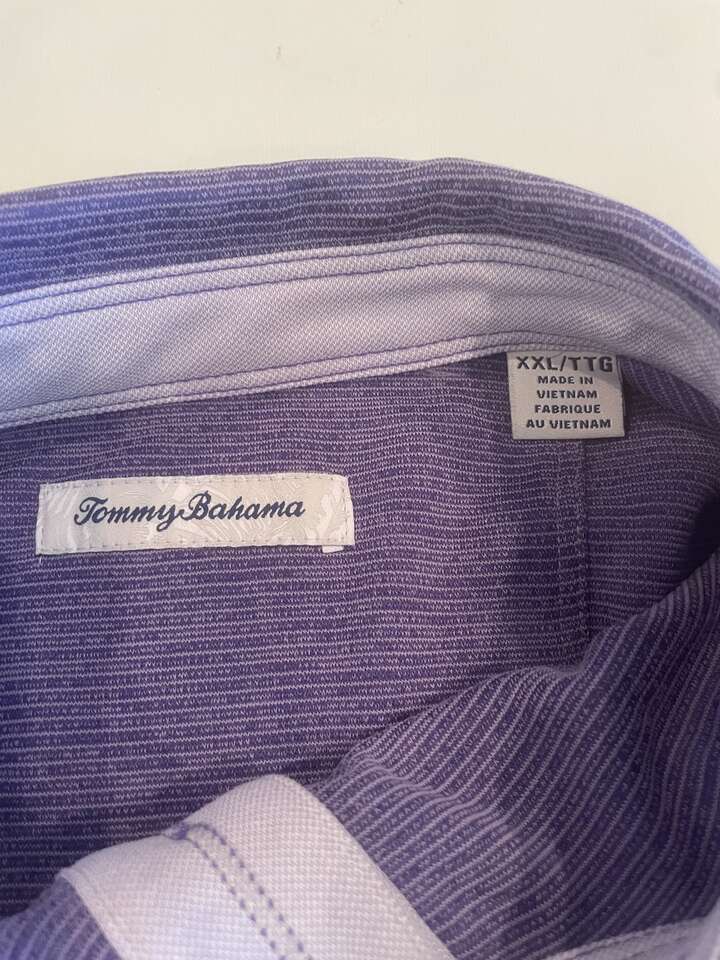 XXL/TTG
MADE IN
VIETNAM
FABRIQUE
AU VIETNAM
Tommy Bahama